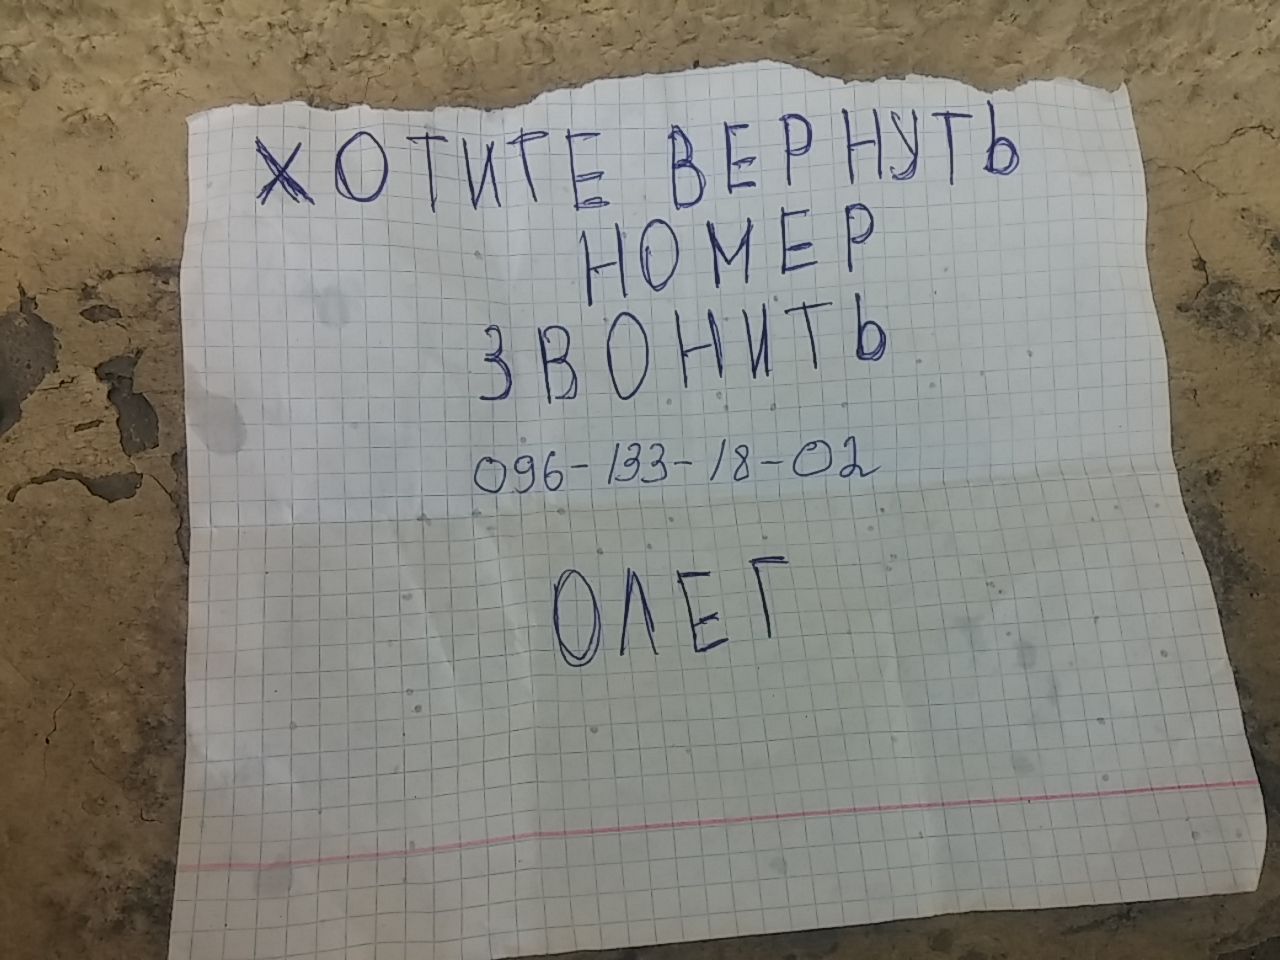 ХОТИТЕ ВЕРНУТЬ
НОМЕР
ЗВОНИТЬ
096-133-18-02
ОЛЕГ